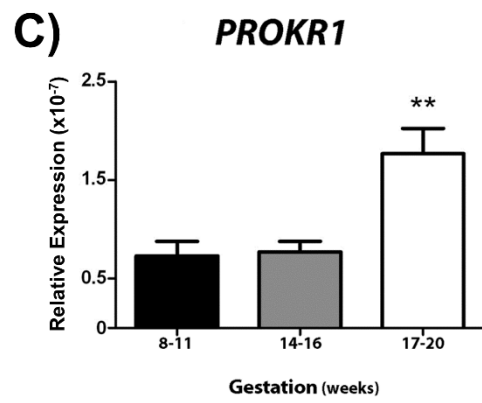 C) PROKR1
Relative Expression (x10⁻⁷)
2.5
1.5
0.5
0
**
8-11 14-16 17-20
Gestation (weeks)